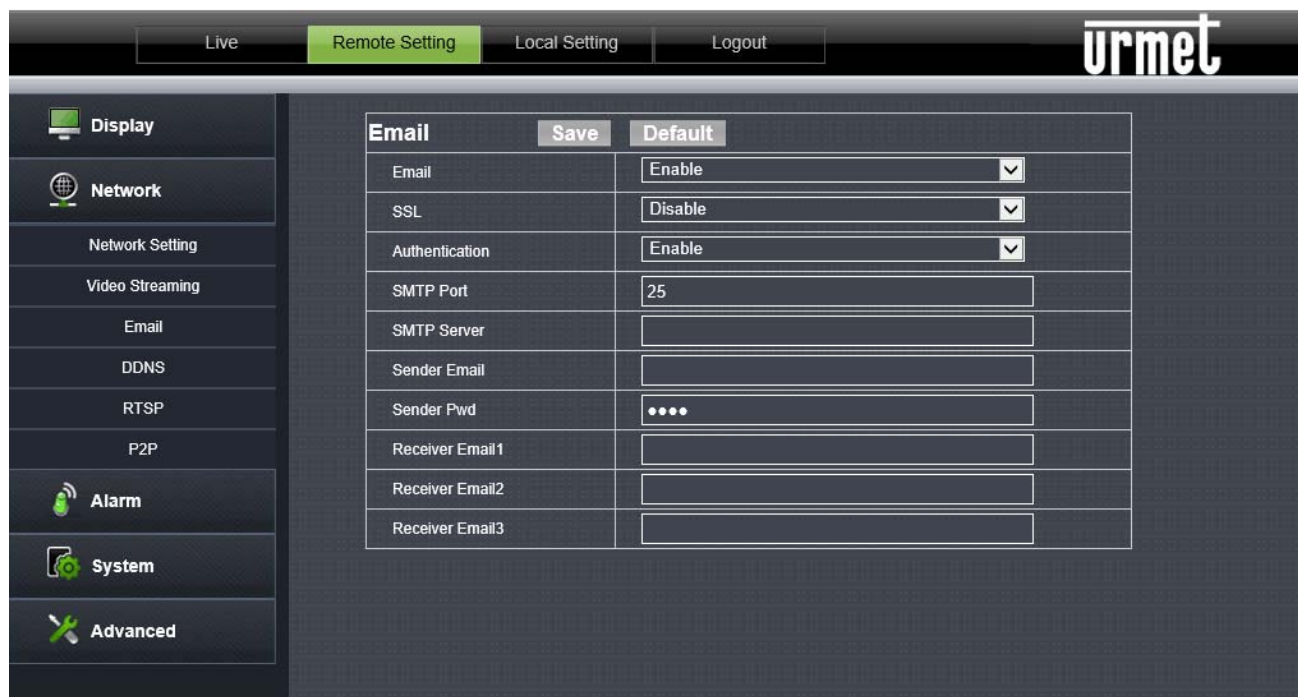 Live Remote Setting Local Setting Logout urmet
Display
Network
Network Setting
Video Streaming
Email
DDNS
RTSP
P2P
Alarm
System
Advanced
Email Save Default
Email Enable
SSL Disable
Authentication Enable
SMTP Port 25
SMTP Server
Sender Email
Sender Pwd ●●●●
Receiver Email1
Receiver Email2
Receiver Email3